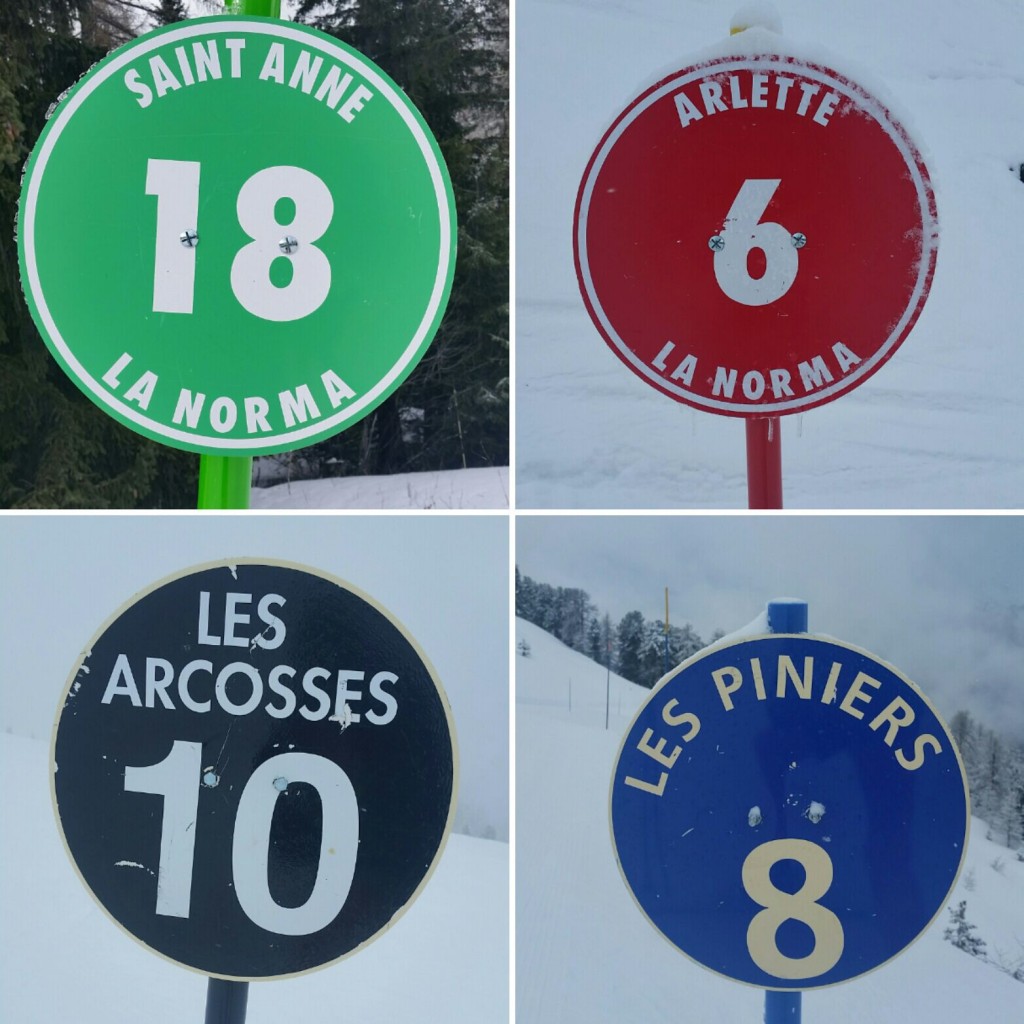 SAINT ANNE
18
LA NORMA
ARLETTE
6
LA NORMA
LES
ARCOSSES
10
LES PINIERS
8